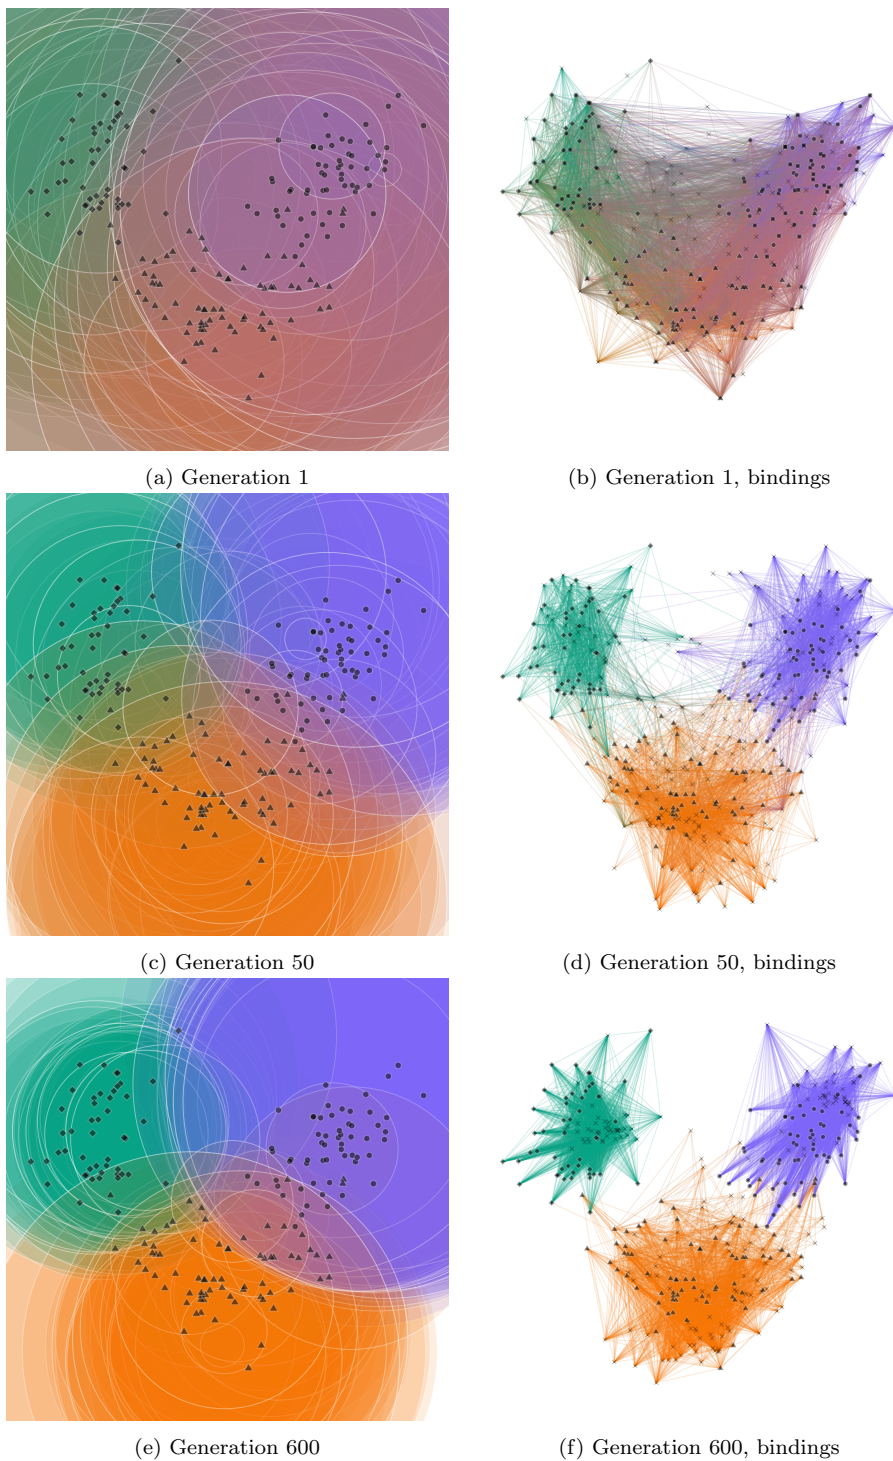 (a) Generation 1
(b) Generation 1, bindings
(c) Generation 50
(d) Generation 50, bindings
(e) Generation 600
(f) Generation 600, bindings